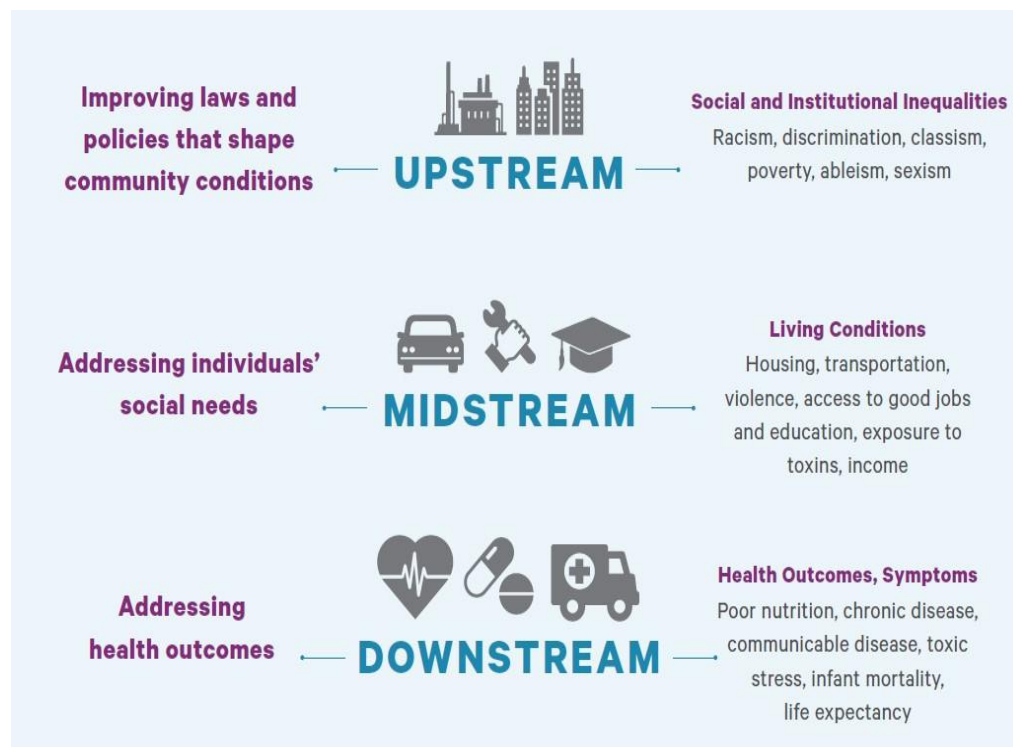 Improving laws and
policies that shape
community conditions
UPSTREAM
Social and Institutional Inequalities
Racism, discrimination, classism,
poverty, ableism, sexism
Addressing individuals’
social needs
MIDSTREAM
Living Conditions
Housing, transportation,
violence, access to good jobs
and education, exposure to
toxins, income
Addressing
health outcomes
DOWNSTREAM
Health Outcomes, Symptoms
Poor nutrition, chronic disease,
communicable disease, toxic
stress, infant mortality,
life expectancy